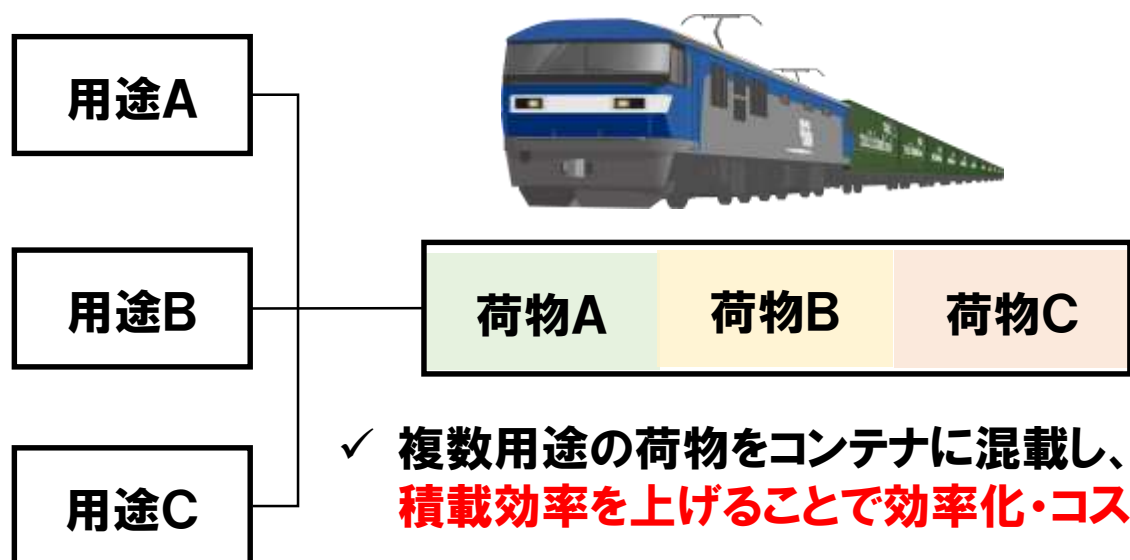 用途A
用途B
用途C
荷物A 荷物B 荷物C
✓ 複数用途の荷物をコンテナに混載し、
積載効率を上げることで効率化・コス